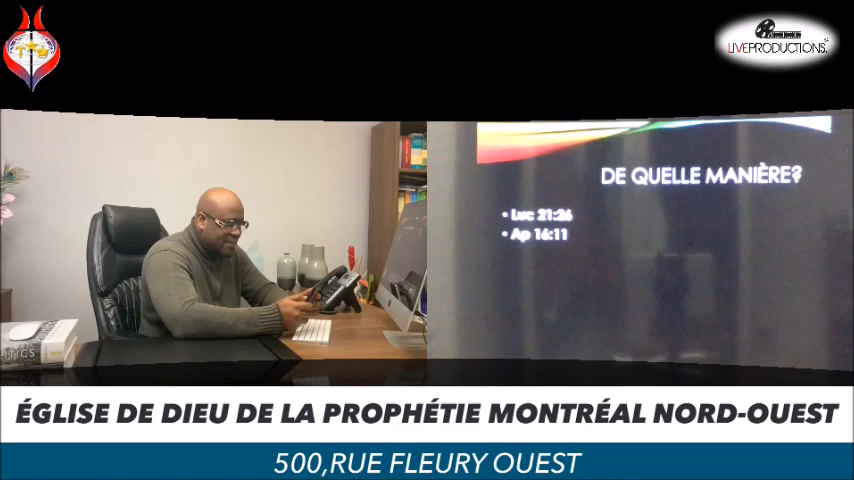 LIVEPRODUCTIONS
DE QUELLE MANIÈRE?
• Luc 21:26
• Ap 16:11
ÉGLISE DE DIEU DE LA PROPHÉTIE MONTRÉAL NORD-OUEST
500,RUE FLEURY OUEST